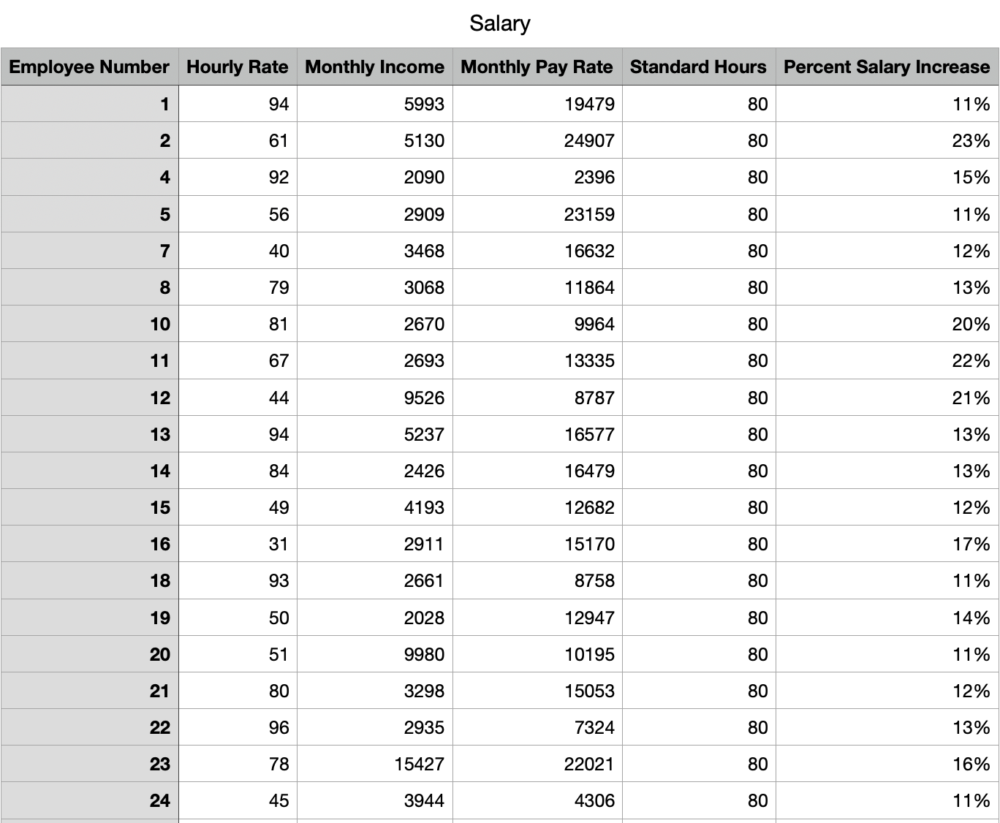 Salary
Employee Number Hourly Rate Monthly Income Monthly Pay Rate Standard Hours Percent Salary Increase
1 94 5993 19479 80 11%
2 61 5130 24907 80 23%
4 92 2090 2396 80 15%
5 56 2909 23159 80 11%
7 40 3468 16632 80 12%
8 79 3068 11864 80 13%
10 81 2670 9964 80 20%
11 67 2693 13335 80 22%
12 44 9526 8787 80 21%
13 94 5237 16577 80 13%
14 84 2426 16479 80 13%
15 49 4193 12682 80 12%
16 31 2911 15170 80 17%
18 93 2661 8758 80 11%
19 50 2028 12947 80 14%
20 51 9980 10195 80 11%
21 80 3298 15053 80 12%
22 96 2935 7324 80 13%
23 78 15427 22021 80 16%
24 45 3944 4306 80 11%